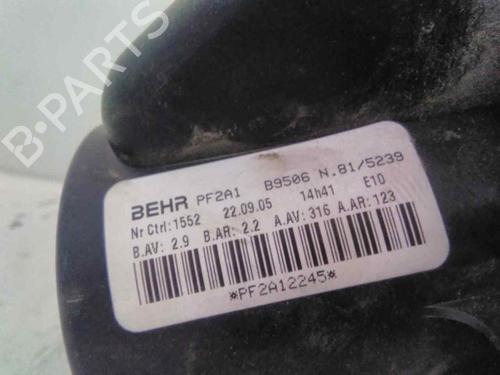 B-PARTS
BEHR PF2A1 B9506 N.81/5239
Nr Ctrl:1552 22.09.05 14h41 E10
B.AV: 2.9 B.AR: 2.2 A.AV:316 A.AR:123
*PF2A12245*